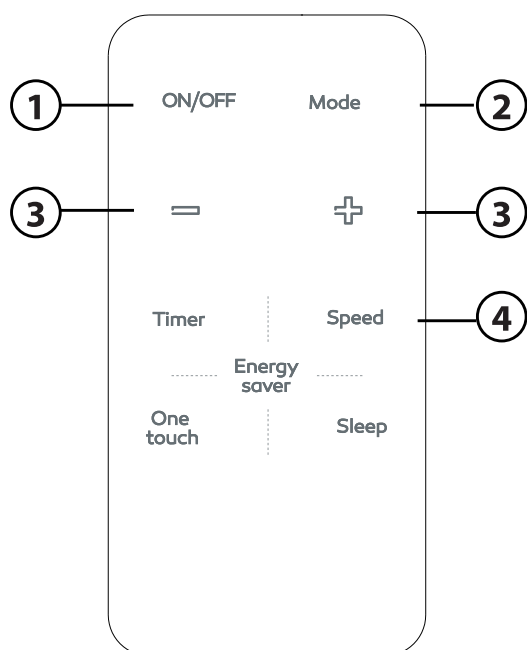 1 ON/OFF Mode 2
3 − + 3
Timer Speed 4
Energy
saver
One
touch
Sleep